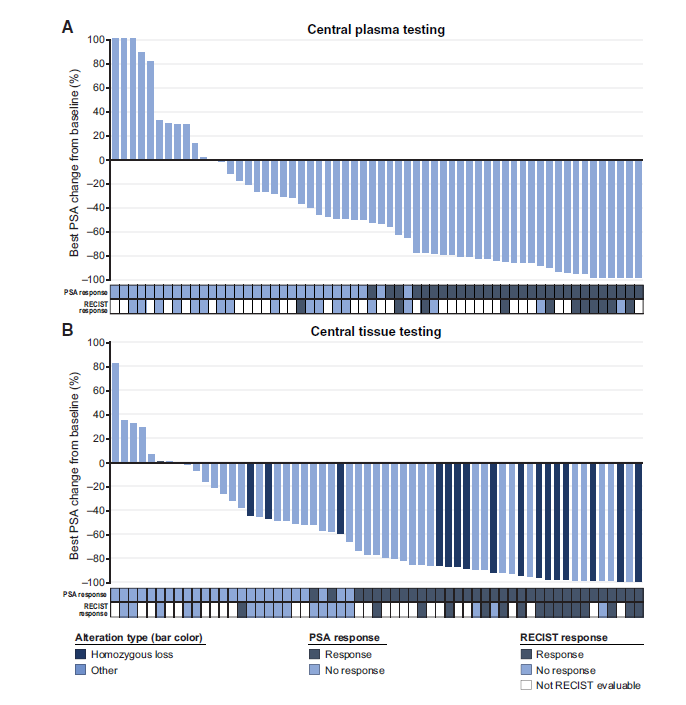 A
Central plasma testing
Best PSA change from baseline (%)
100
80
60
40
20
0
–20
–40
–60
–80
–100
PSA response
RECIST
response
B
Central tissue testing
Best PSA change from baseline (%)
100
80
60
40
20
0
–20
–40
–60
–80
–100
PSA response
RECIST
response
Alteration type (bar color)
Homozygous loss
Other
PSA response
Response
No response
RECIST response
Response
No response
Not RECIST evaluable